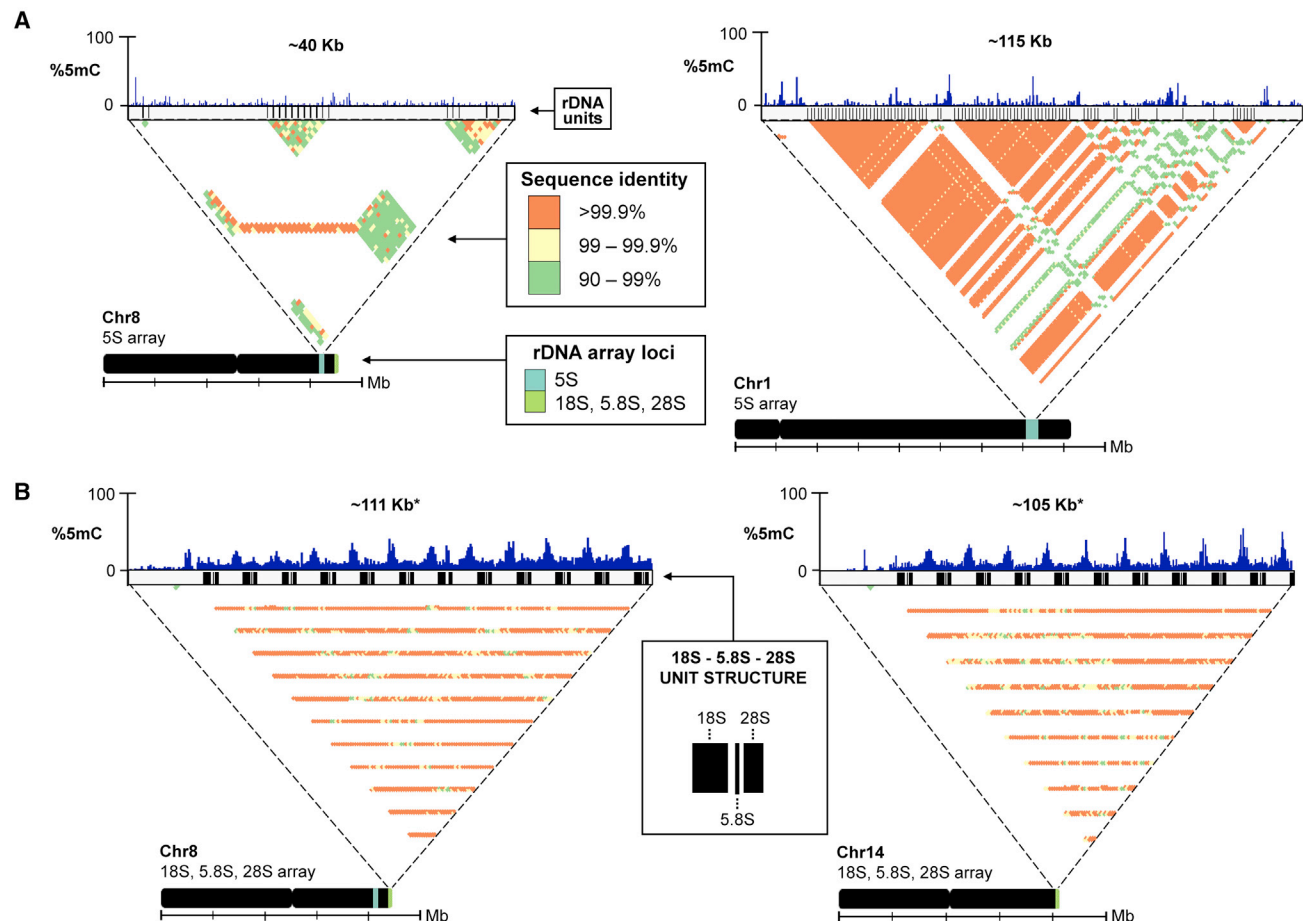 A
100
%5mC
0
~40 Kb
rDNA
units
~115 Kb
100
%5mC
0
Sequence identity
>99.9%
99 – 99.9%
90 – 99%
Chr8
5S array
Mb
rDNA array loci
5S
18S, 5.8S, 28S
Chr1
5S array
Mb
B
100
%5mC
0
~111 Kb*
100
%5mC
0
~105 Kb*
18S - 5.8S - 28S
UNIT STRUCTURE
18S 28S
5.8S
Chr8
18S, 5.8S, 28S array
Mb
Chr14
18S, 5.8S, 28S array
Mb